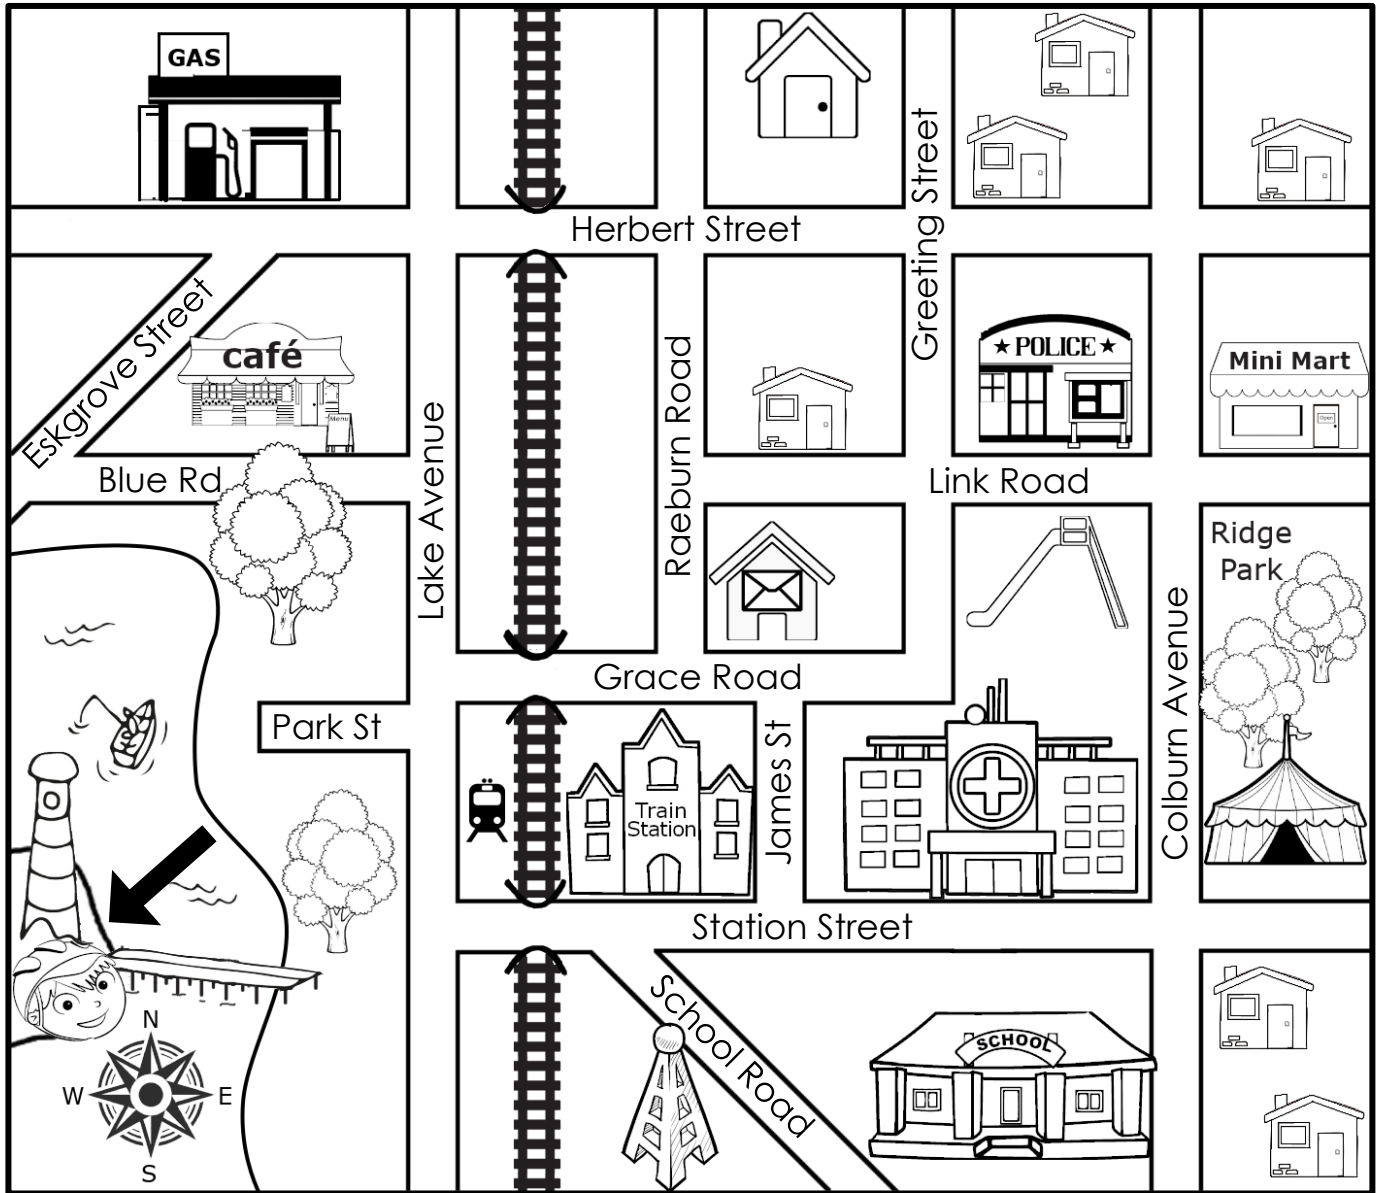 GAS
Herbert Street
Greeting Street
Eskgrove Street
café
Menu
★ POLICE ★
Mini Mart
Open
Blue Rd
Lake Avenue
Raeburn Road
Link Road
Ridge
Park
Grace Road
Park St
Train
Station
James St
Colburn Avenue
Station Street
School Road
SCHOOL
N
W
E
S